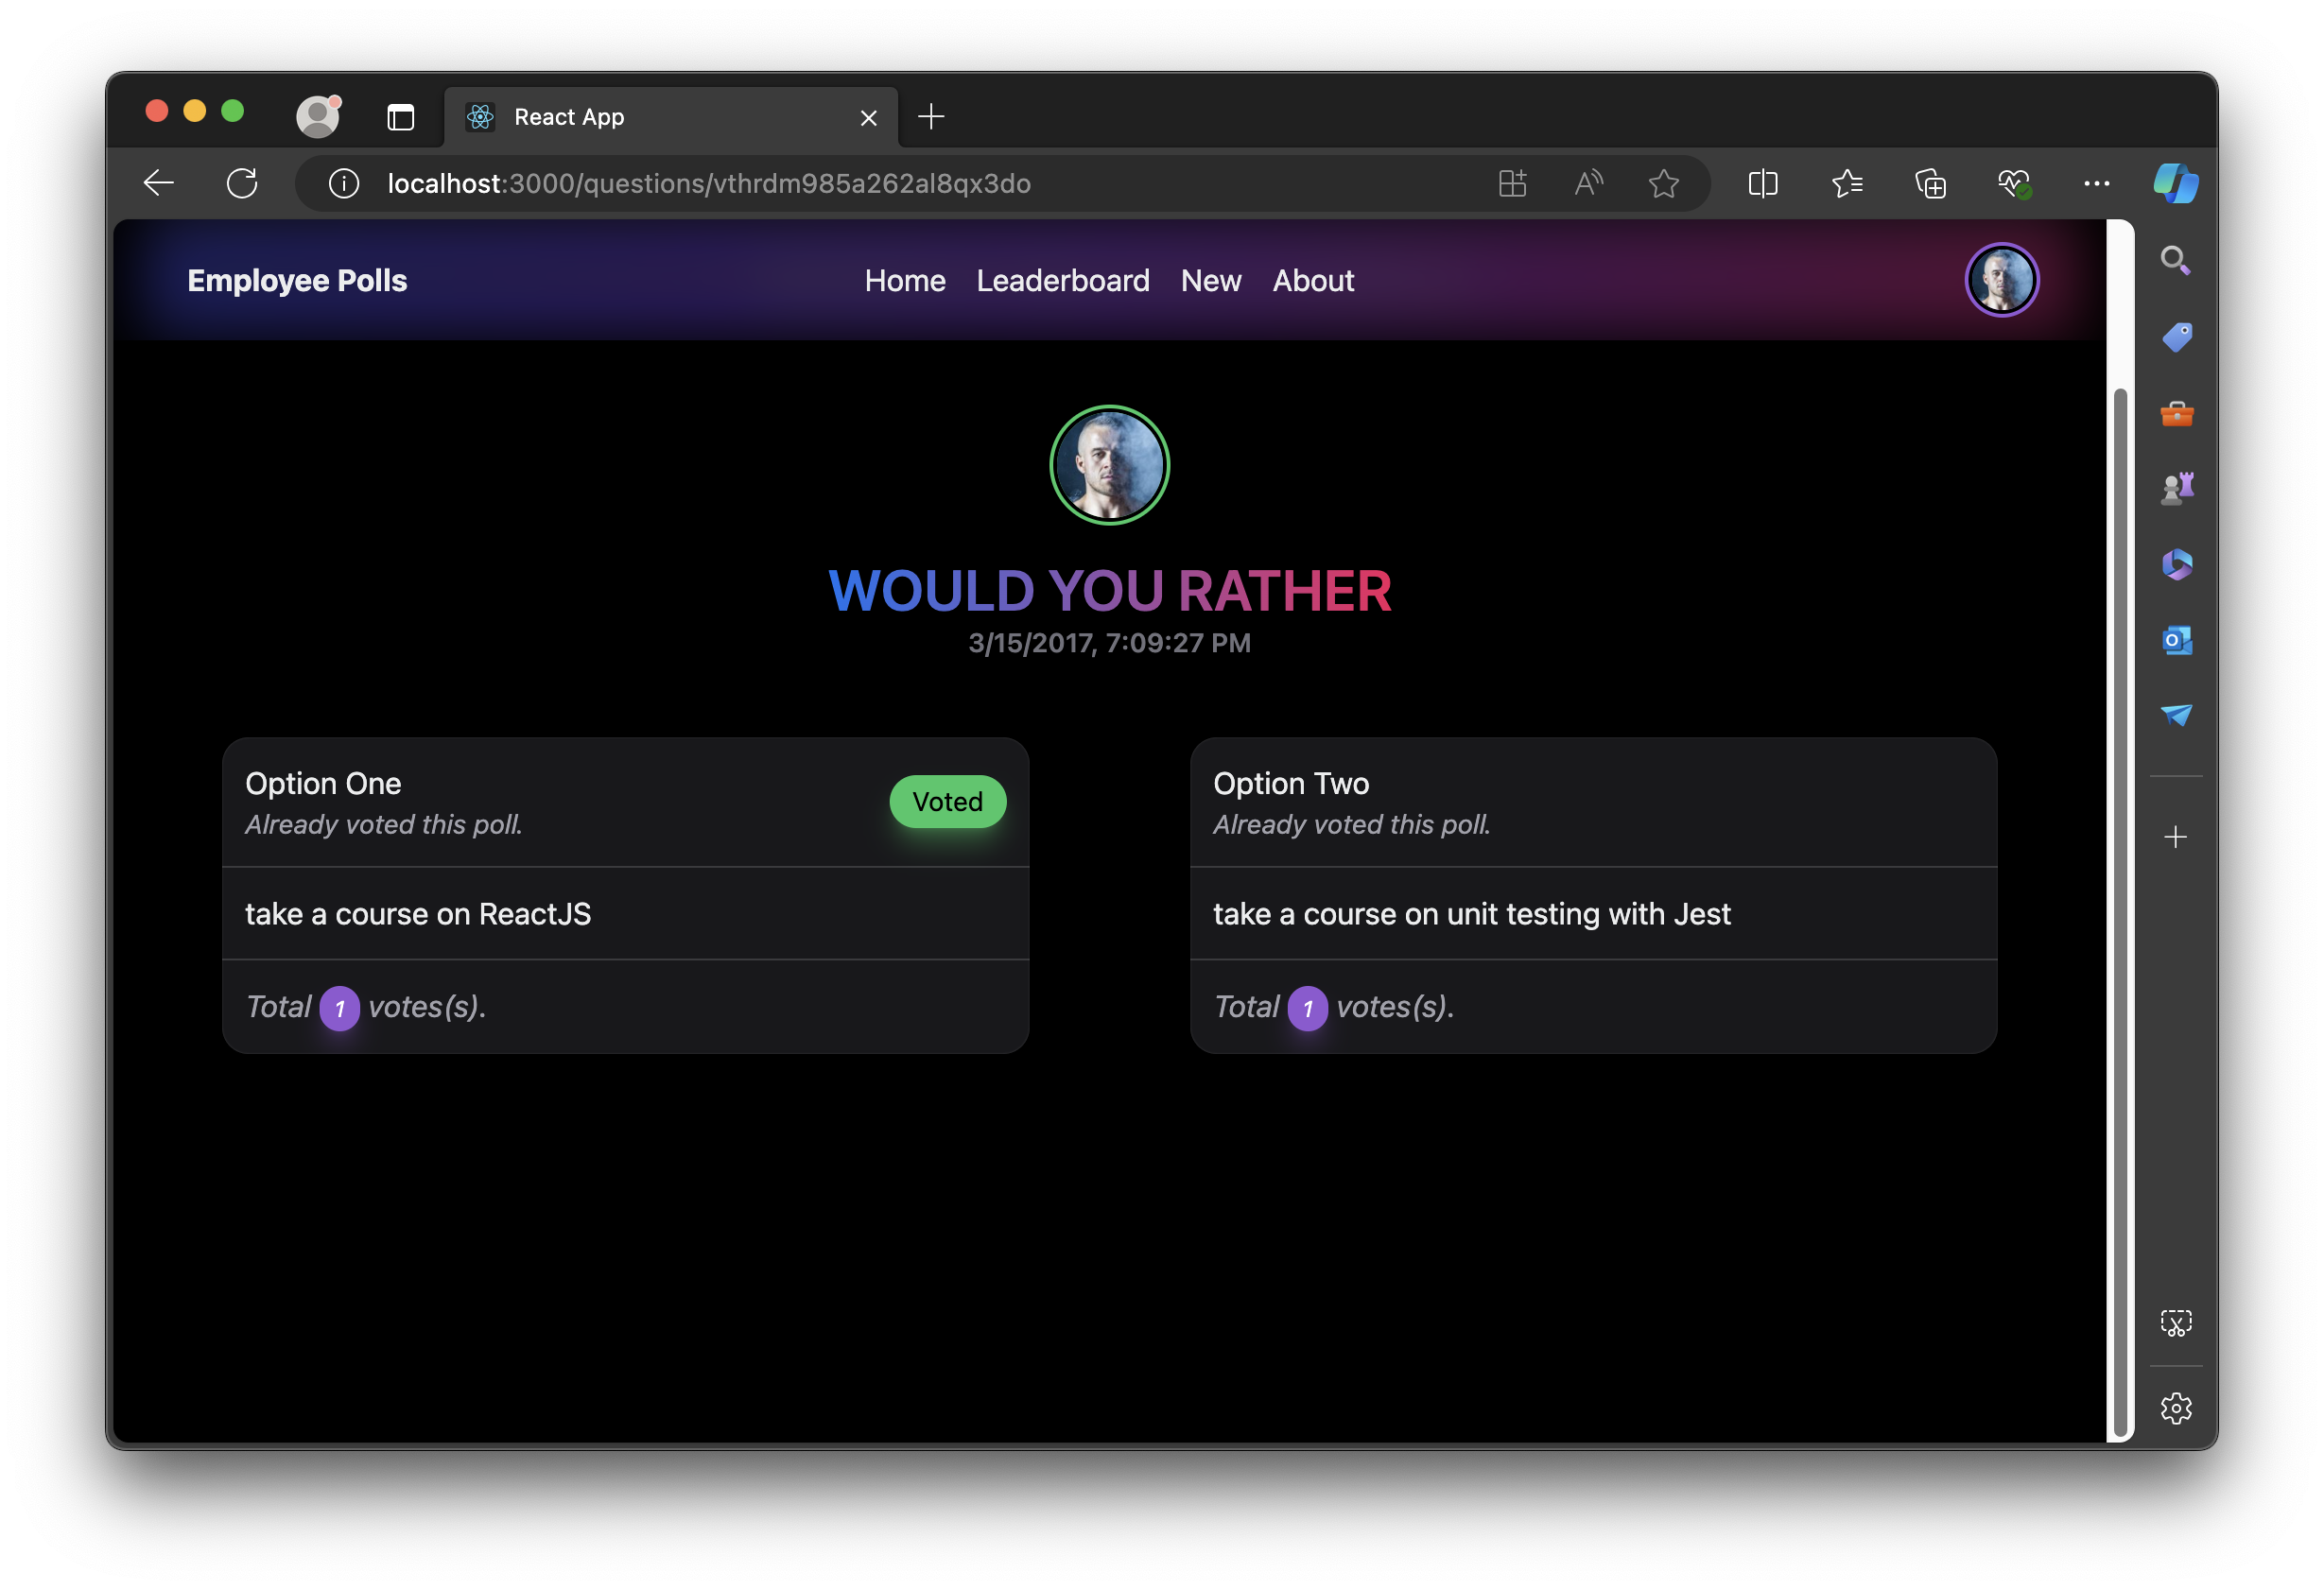 React App
localhost:3000/questions/vthrdm985a262al8qx3do
Employee Polls
Home Leaderboard New About
WOULD YOU RATHER
3/15/2017, 7:09:27 PM
Option One
Already voted this poll.
Voted
take a course on ReactJS
Total 1 votes(s).
Option Two
Already voted this poll.
take a course on unit testing with Jest
Total 1 votes(s).